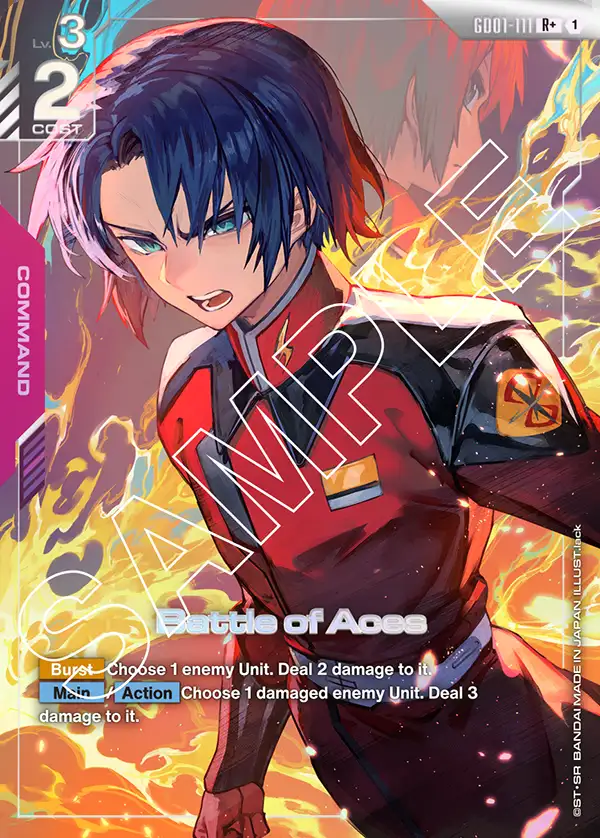 Lv. 3
GD01-111 R+ 1
2
COST
COMMAND
SAMPLE
Battle of Aces
Burst Choose 1 enemy Unit. Deal 2 damage to it.
Main / Action Choose 1 damaged enemy Unit. Deal 3
damage to it.
©ST・SR BANDAI MADE IN JAPAN ILLUST.lack